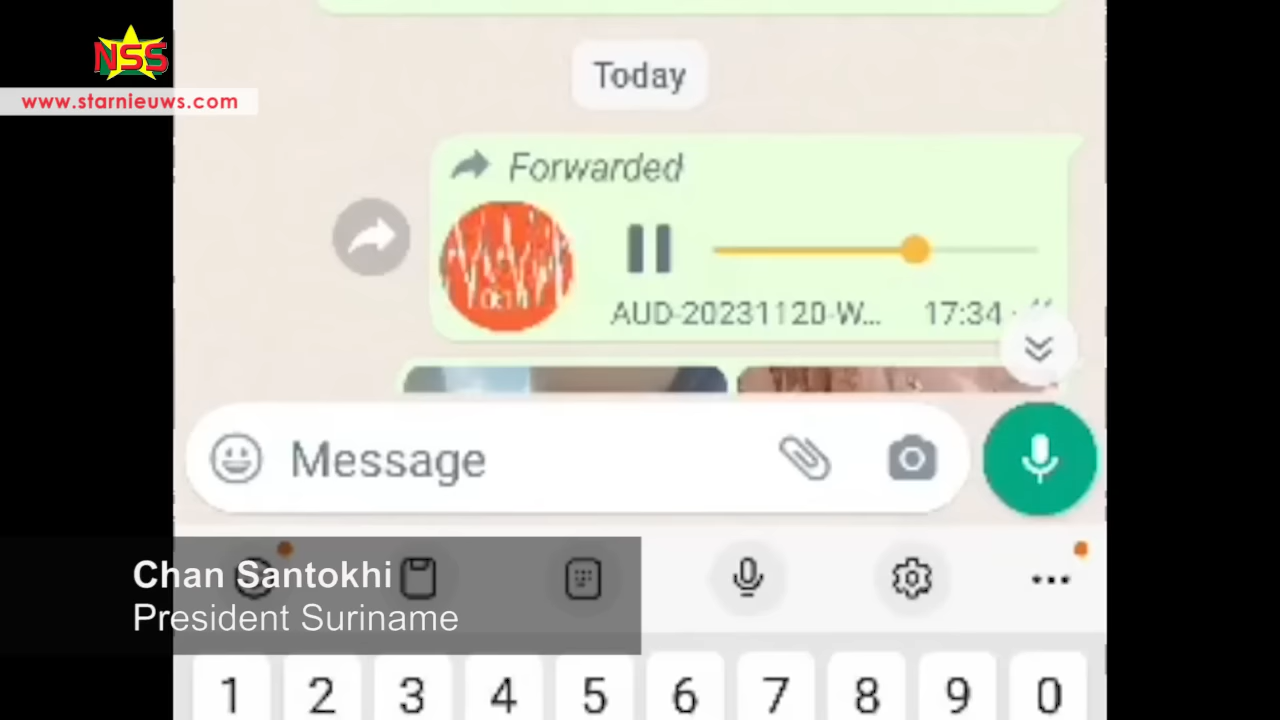 NSS
www.starnieuws.com
Today
Forwarded
AUD-20231120-W... 17:34
Message
Chan Santokhi
President Suriname
1 2 3 4 5 6 7 8 9 0